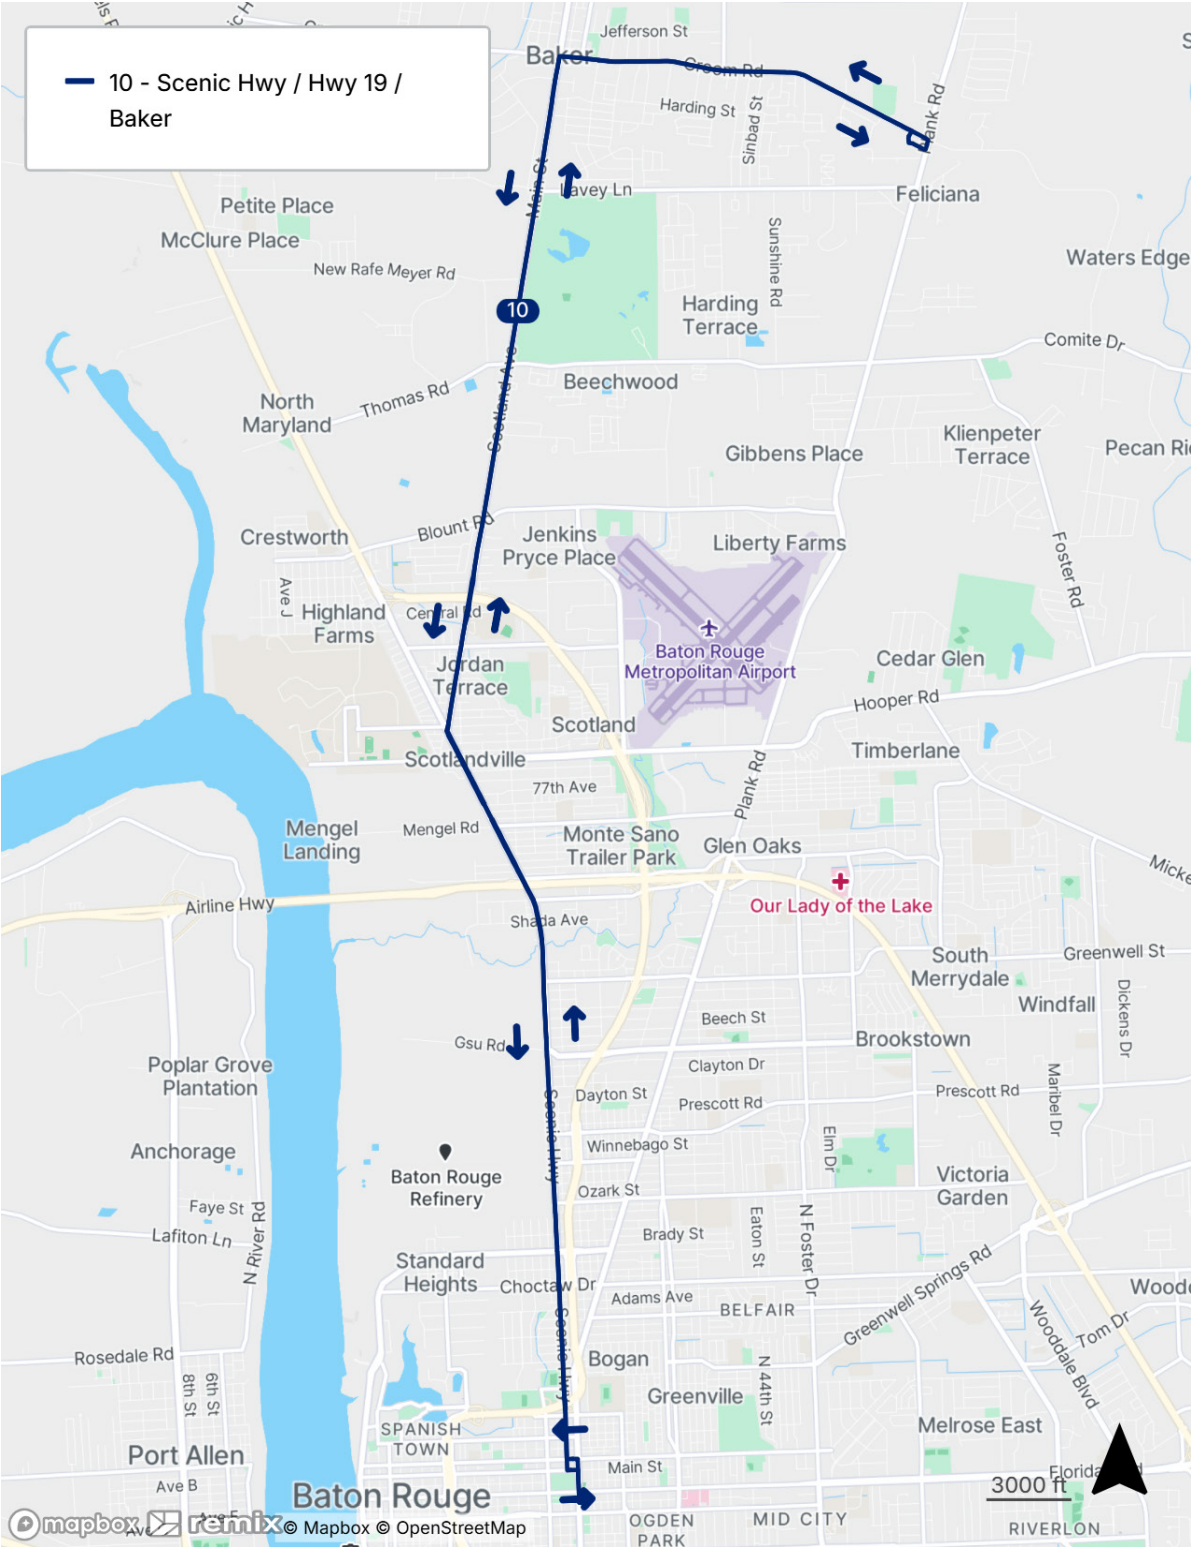 10 - Scenic Hwy / Hwy 19 /
Baker
Jefferson St
Baker
Groom Rd
Plank Rd
Harding St
Sinbad St
Main St
Lavey Ln
Feliciana
Petite Place
McClure Place
Sunshine Rd
New Rafe Meyer Rd
Waters Edge
10
Harding
Terrace
Comite Dr
Scotland Ave
Beechwood
Thomas Rd
North
Maryland
Gibbens Place
Klienpeter
Terrace
Pecan Ri
Blount Rd
Crestworth
Jenkins
Pryce Place
Liberty Farms
Foster Rd
Ave J
Highland
Farms
Central Rd
Baton Rouge
Metropolitan Airport
Cedar Glen
Jordan
Terrace
Hooper Rd
Scotland
Scotlandville
Timberlane
77th Ave
Plank Rd
Mengel
Landing
Mengel Rd
Monte Sano
Trailer Park
Glen Oaks
Micke
Airline Hwy
Our Lady of the Lake
Shada Ave
South
Merrydale
Greenwell St
Windfall
Dickens Dr
Beech St
Gsu Rd
Brookstown
Poplar Grove
Plantation
Clayton Dr
Maribel Dr
Dayton St
Prescott Rd
Prescott Rd
Scenic Hwy
Elm Dr
Winnebago St
Anchorage
Baton Rouge
Refinery
Victoria
Garden
Ozark St
Faye St
N River Rd
Lafiton Ln
Brady St
Eaton St
N Foster Dr
Standard
Heights
Choctaw Dr
Greenwell Springs Rd
Adams Ave
BELFAIR
Woodd
Scenic Hwy
Wooddale Blvd
Tom Dr
Rosedale Rd
Bogan
8th St
6th St
N 44th St
Greenville
SPANISH
TOWN
Melrose East
Port Allen
Main St
Florida
Ave B
3000 ft
Baton Rouge
OGDEN
PARK
MID CITY
RIVERLON
mapbox
remix
© Mapbox © OpenStreetMap